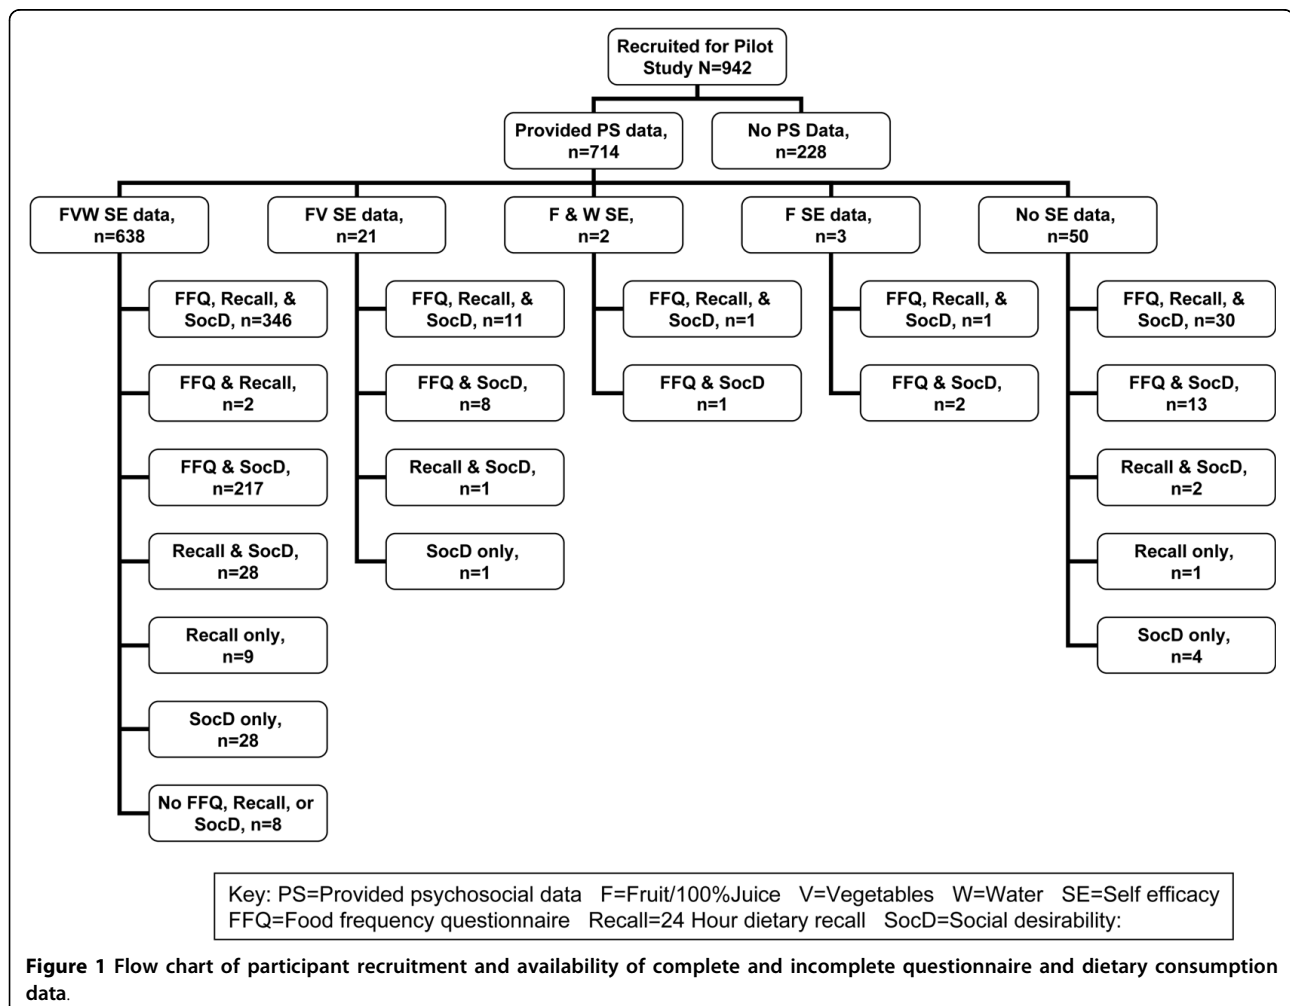 Recruited for Pilot
Study N=942
Provided PS data,
n=714
No PS Data,
n=228
FVW SE data,
n=638
FV SE data,
n=21
F & W SE,
n=2
F SE data,
n=3
No SE data,
n=50
FFQ, Recall, &
SocD, n=346
FFQ & Recall,
n=2
FFQ & SocD,
n=217
Recall & SocD,
n=28
Recall only,
n=9
SocD only,
n=28
No FFQ, Recall, or
SocD, n=8
FFQ, Recall, &
SocD, n=11
FFQ & SocD,
n=8
Recall & SocD,
n=1
SocD only,
n=1
FFQ, Recall, &
SocD, n=1
FFQ & SocD
n=1
FFQ, Recall, &
SocD, n=1
FFQ & SocD,
n=2
FFQ, Recall, &
SocD, n=30
FFQ & SocD,
n=13
Recall & SocD,
n=2
Recall only,
n=1
SocD only,
n=4
Key: PS=Provided psychosocial data F=Fruit/100%Juice V=Vegetables W=Water SE=Self efficacy
FFQ=Food frequency questionnaire Recall=24 Hour dietary recall SocD=Social desirability:
Figure 1 Flow chart of participant recruitment and availability of complete and incomplete questionnaire and dietary consumption
data.